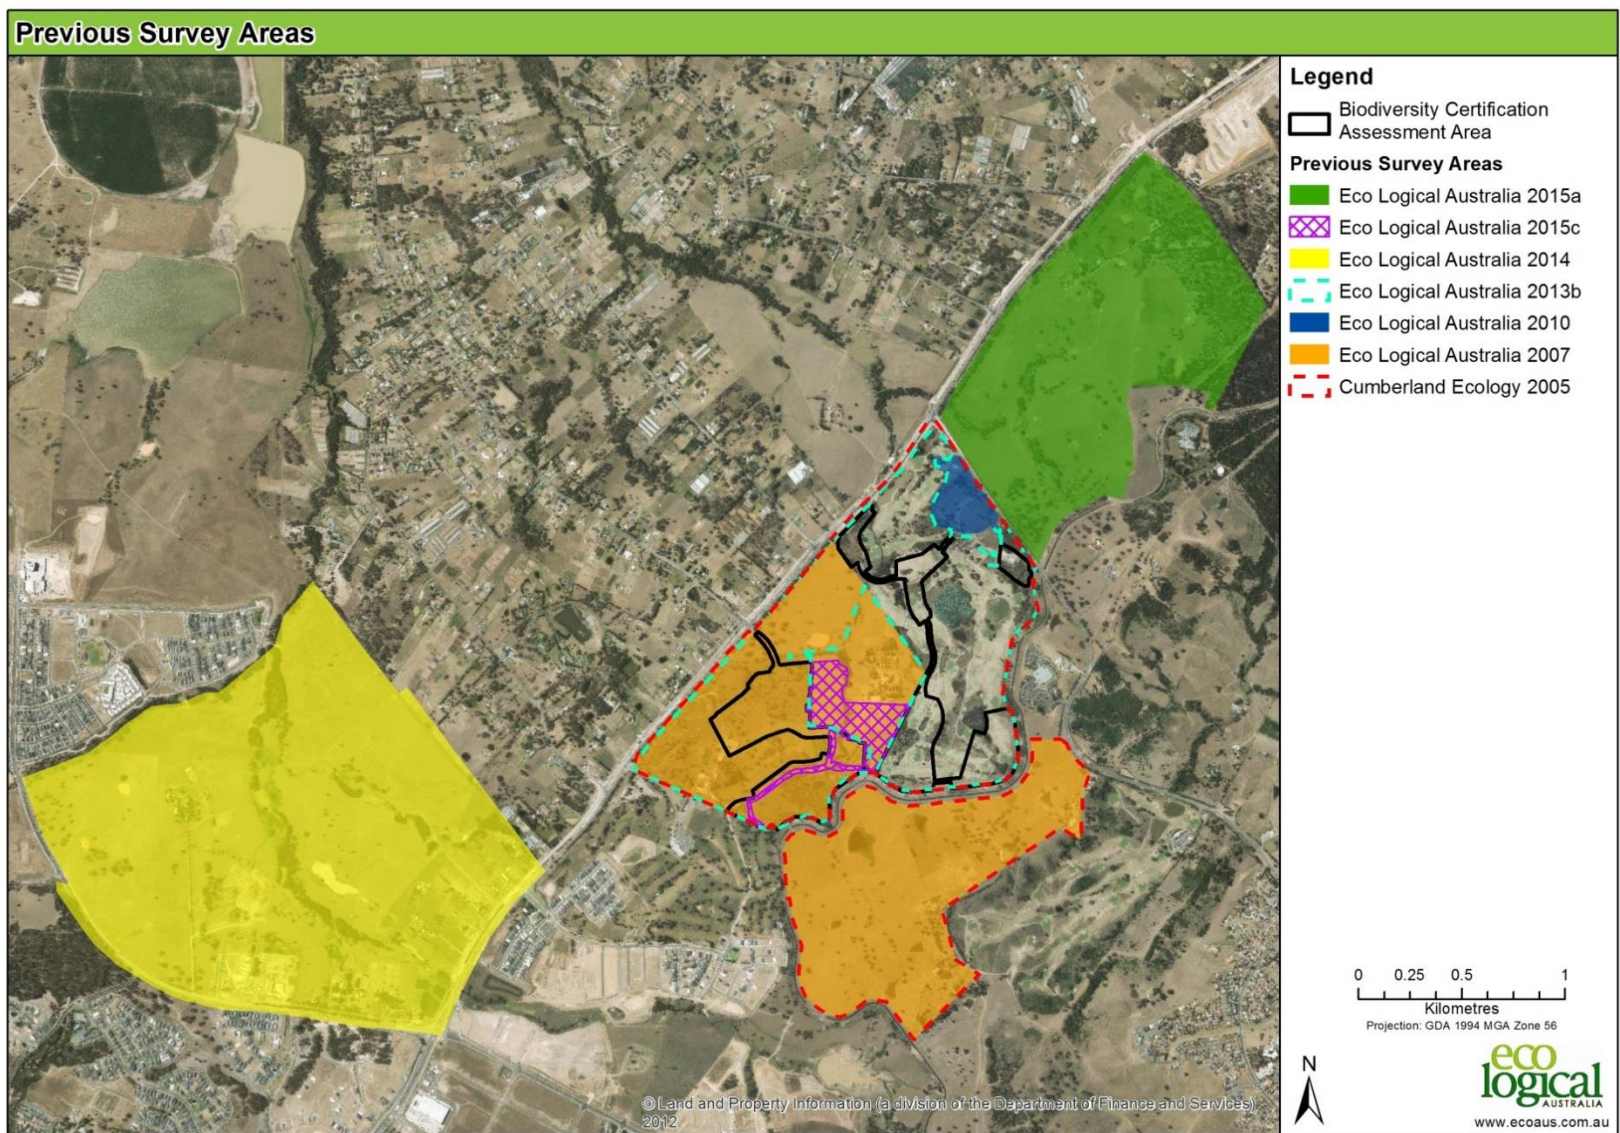 Previous Survey Areas
Legend
Biodiversity Certification
Assessment Area
Previous Survey Areas
Eco Logical Australia 2015a
Eco Logical Australia 2015c
Eco Logical Australia 2014
Eco Logical Australia 2013b
Eco Logical Australia 2010
Eco Logical Australia 2007
Cumberland Ecology 2005
0 0.25 0.5 1
Kilometres
Projection: GDA 1994 MGA Zone 56
N
eco
logical
AUSTRALIA
www.ecoaus.com.au
© Land and Property Information (a division of the Department of Finance and Services)
2012